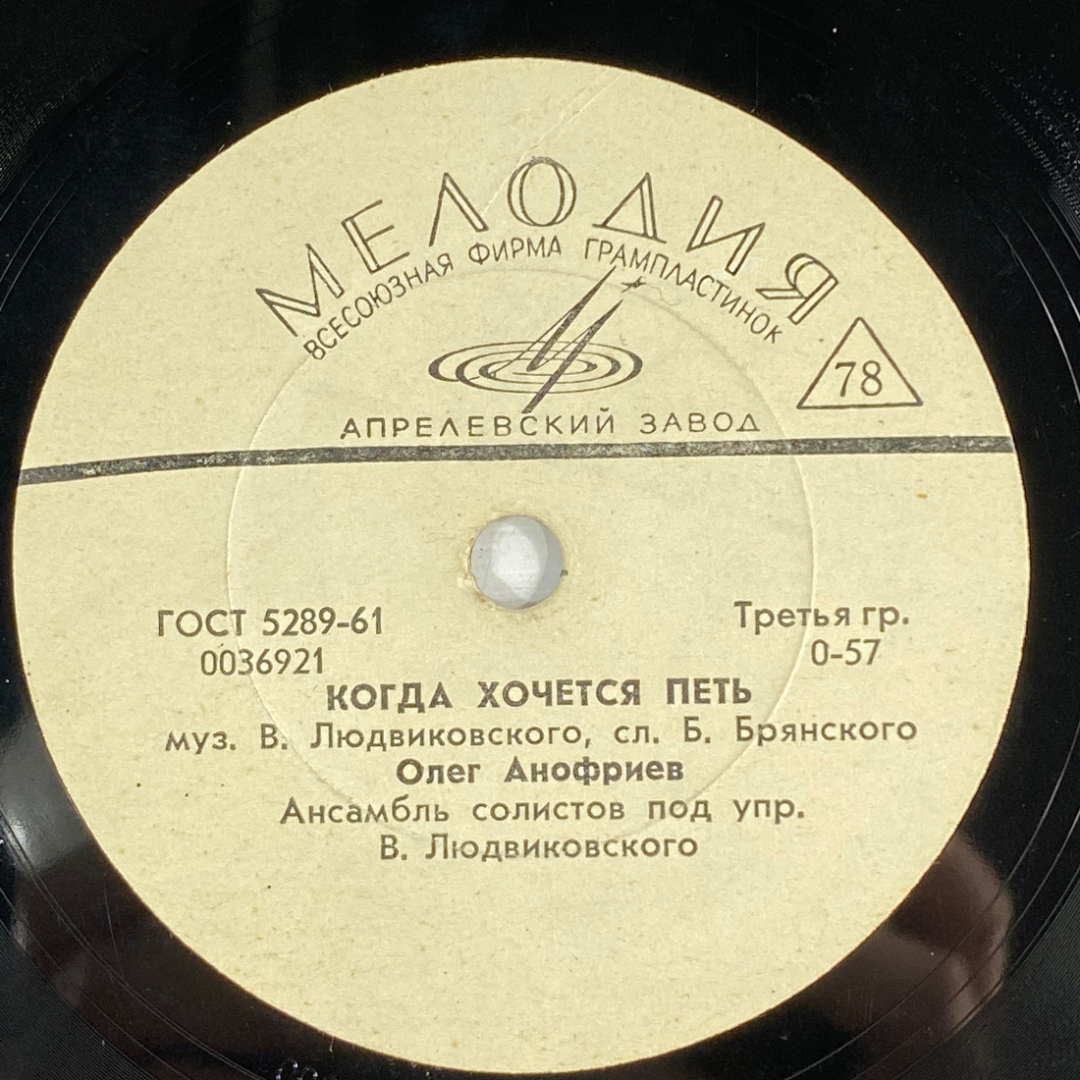 МЕЛОДИЯ
ВСЕСОЮЗНАЯ ФИРМА ГРАМПЛАСТИНОК
78
АПРЕЛЕВСКИЙ ЗАВОД
ГОСТ 5289-61
0036921
Третья гр.
0-57
КОГДА ХОЧЕТСЯ ПЕТЬ
муз. В. Людвиковского, сл. Б. Брянского
Олег Анофриев
Ансамбль солистов под упр.
В. Людвиковского